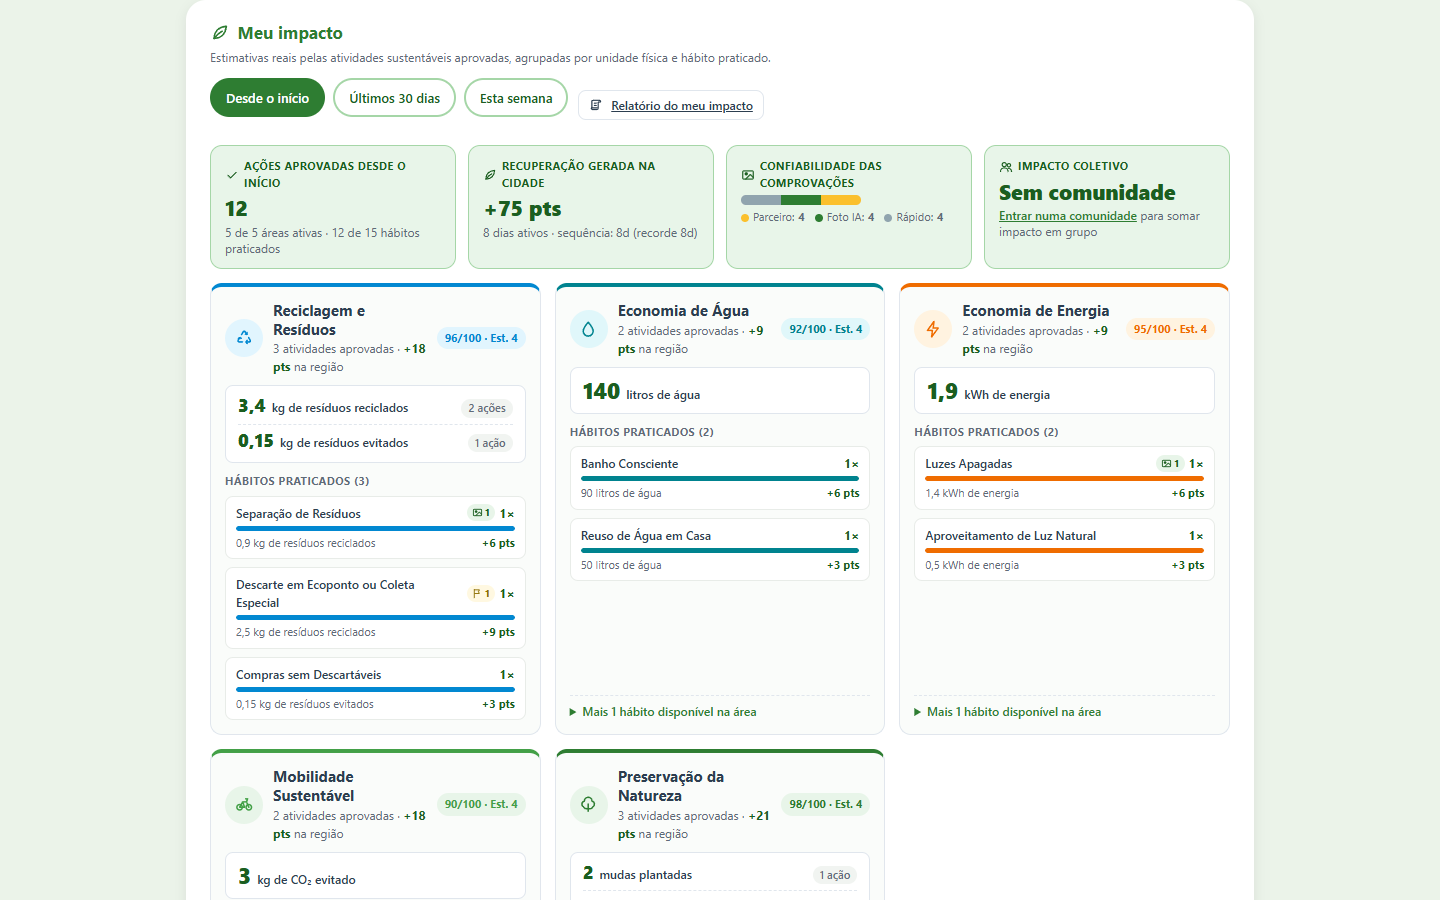 Meu impacto
Estimativas reais pelas atividades sustentáveis aprovadas, agrupadas por unidade física e hábito praticado.
Desde o início
Últimos 30 dias
Esta semana
Relatório do meu impacto
AÇÕES APROVADAS DESDE O
INÍCIO
12
5 de 5 áreas ativas · 12 de 15 hábitos
praticados
RECUPERAÇÃO GERADA NA
CIDADE
+75 pts
8 dias ativos · sequência: 8d (recorde 8d)
CONFIABILIDADE DAS
COMPROVAÇÕES
Parceiro: 4 Foto IA: 4 Rápido: 4
IMPACTO COLETIVO
Sem comunidade
Entrar numa comunidade para somar
impacto em grupo
Reciclagem e
Resíduos
3 atividades aprovadas · +18
pts na região
96/100 · Est. 4
3,4 kg de resíduos reciclados 2 ações
0,15 kg de resíduos evitados 1 ação
HÁBITOS PRATICADOS (3)
Separação de Resíduos 1 1×
0,9 kg de resíduos reciclados +6 pts
Descarte em Ecoponto ou Coleta
Especial 1 1×
2,5 kg de resíduos reciclados +9 pts
Compras sem Descartáveis 1×
0,15 kg de resíduos evitados +3 pts
Economia de Água
2 atividades aprovadas · +9
pts na região
92/100 · Est. 4
140 litros de água
HÁBITOS PRATICADOS (2)
Banho Consciente 1×
90 litros de água +6 pts
Reuso de Água em Casa 1×
50 litros de água +3 pts
Mais 1 hábito disponível na área
Economia de Energia
2 atividades aprovadas · +9
pts na região
95/100 · Est. 4
1,9 kWh de energia
HÁBITOS PRATICADOS (2)
Luzes Apagadas 1 1×
1,4 kWh de energia +6 pts
Aproveitamento de Luz Natural 1×
0,5 kWh de energia +3 pts
Mais 1 hábito disponível na área
Mobilidade
Sustentável
2 atividades aprovadas · +18
pts na região
90/100 · Est. 4
3 kg de CO₂ evitado
Preservação da
Natureza
3 atividades aprovadas · +21
pts na região
98/100 · Est. 4
2 mudas plantadas 1 ação